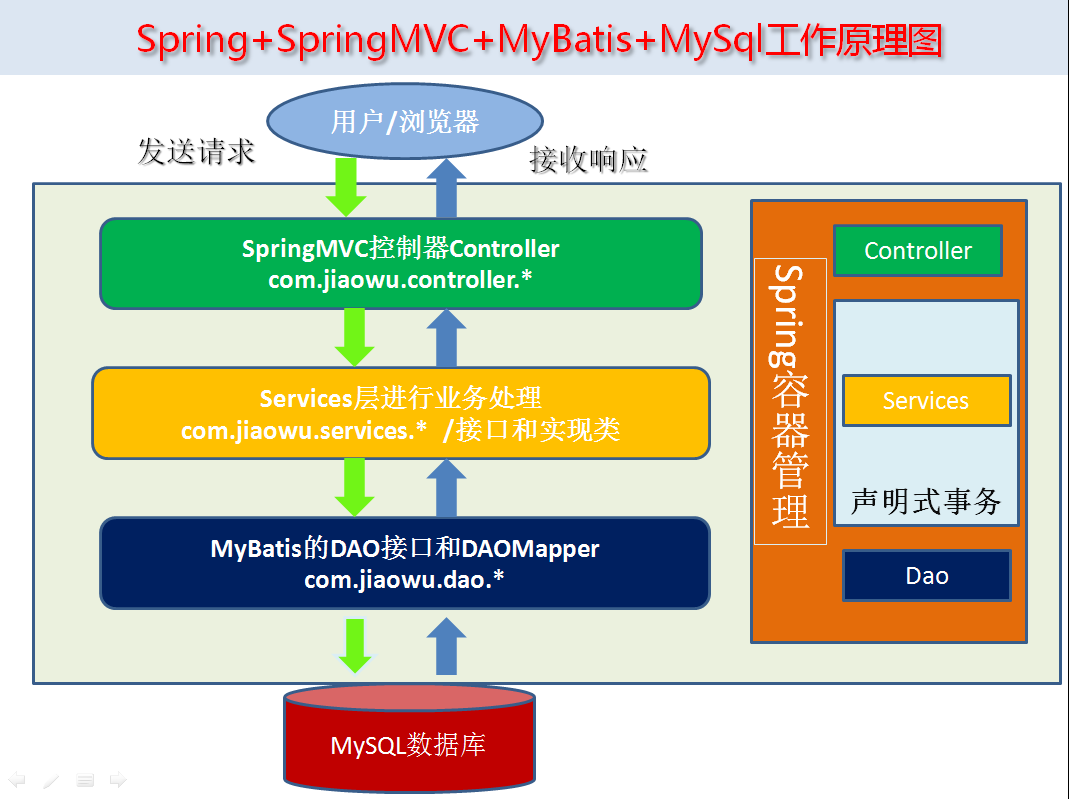 Spring+SpringMVC+MyBatis+MySql工作原理图
用户/浏览器
发送请求
接收响应
SpringMVC控制器Controller
com.jiaowu.controller.*
Services层进行业务处理
com.jiaowu.services.* /接口和实现类
MyBatis的DAO接口和DAOMapper
com.jiaowu.dao.*
MySQL数据库
Spring容器管理
Controller
Services
声明式事务
Dao